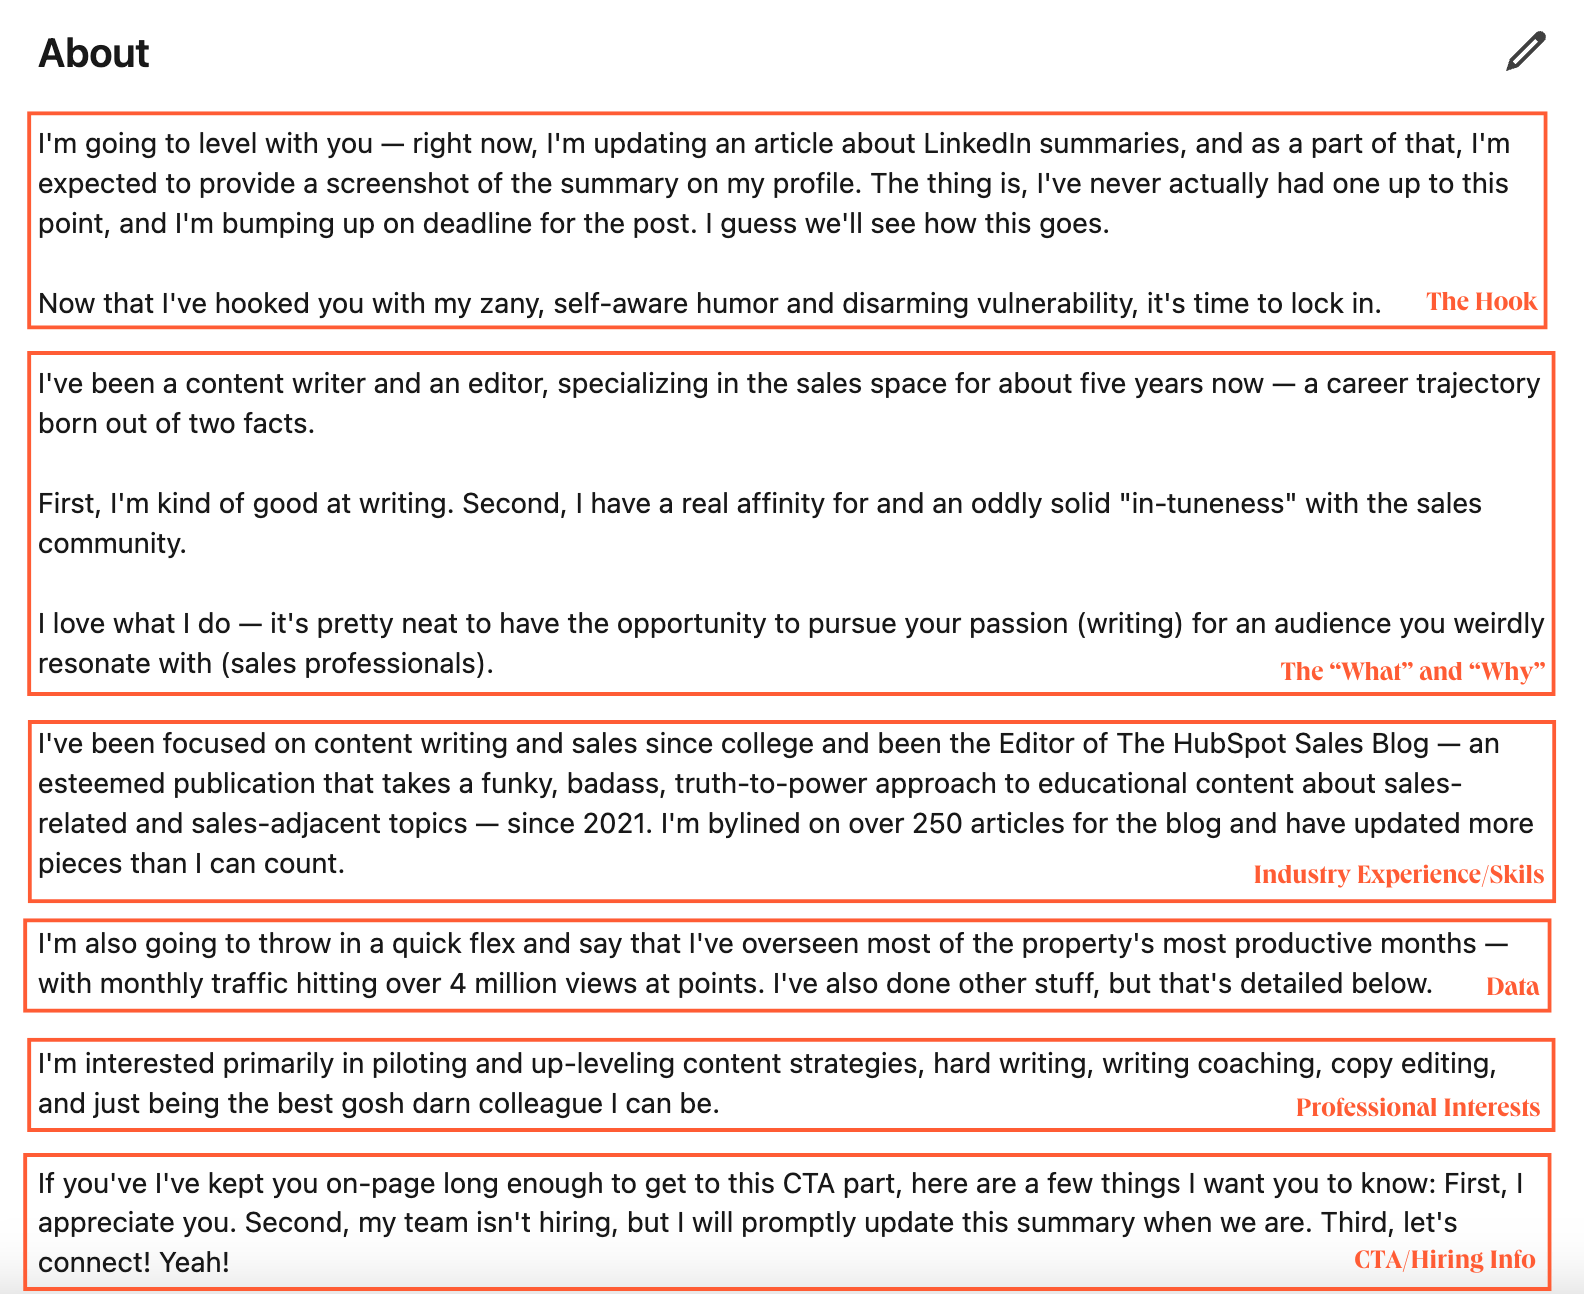 About
I'm going to level with you — right now, I'm updating an article about LinkedIn summaries, and as a part of that, I'm
expected to provide a screenshot of the summary on my profile. The thing is, I've never actually had one up to this
point, and I'm bumping up on deadline for the post. I guess we'll see how this goes.
Now that I've hooked you with my zany, self-aware humor and disarming vulnerability, it's time to lock in.
The Hook
I've been a content writer and an editor, specializing in the sales space for about five years now — a career trajectory
born out of two facts.
First, I'm kind of good at writing. Second, I have a real affinity for and an oddly solid "in-tuneness" with the sales
community.
I love what I do — it's pretty neat to have the opportunity to pursue your passion (writing) for an audience you weirdly
resonate with (sales professionals).
The “What” and “Why”
I've been focused on content writing and sales since college and been the Editor of The HubSpot Sales Blog — an
esteemed publication that takes a funky, badass, truth-to-power approach to educational content about sales-
related and sales-adjacent topics — since 2021. I'm bylined on over 250 articles for the blog and have updated more
pieces than I can count.
Industry Experience/Skils
I'm also going to throw in a quick flex and say that I've overseen most of the property's most productive months —
with monthly traffic hitting over 4 million views at points. I've also done other stuff, but that's detailed below.
Data
I'm interested primarily in piloting and up-leveling content strategies, hard writing, writing coaching, copy editing,
and just being the best gosh darn colleague I can be.
Professional Interests
If you've I've kept you on-page long enough to get to this CTA part, here are a few things I want you to know: First, I
appreciate you. Second, my team isn't hiring, but I will promptly update this summary when we are. Third, let's
connect! Yeah!
CTA/Hiring Info